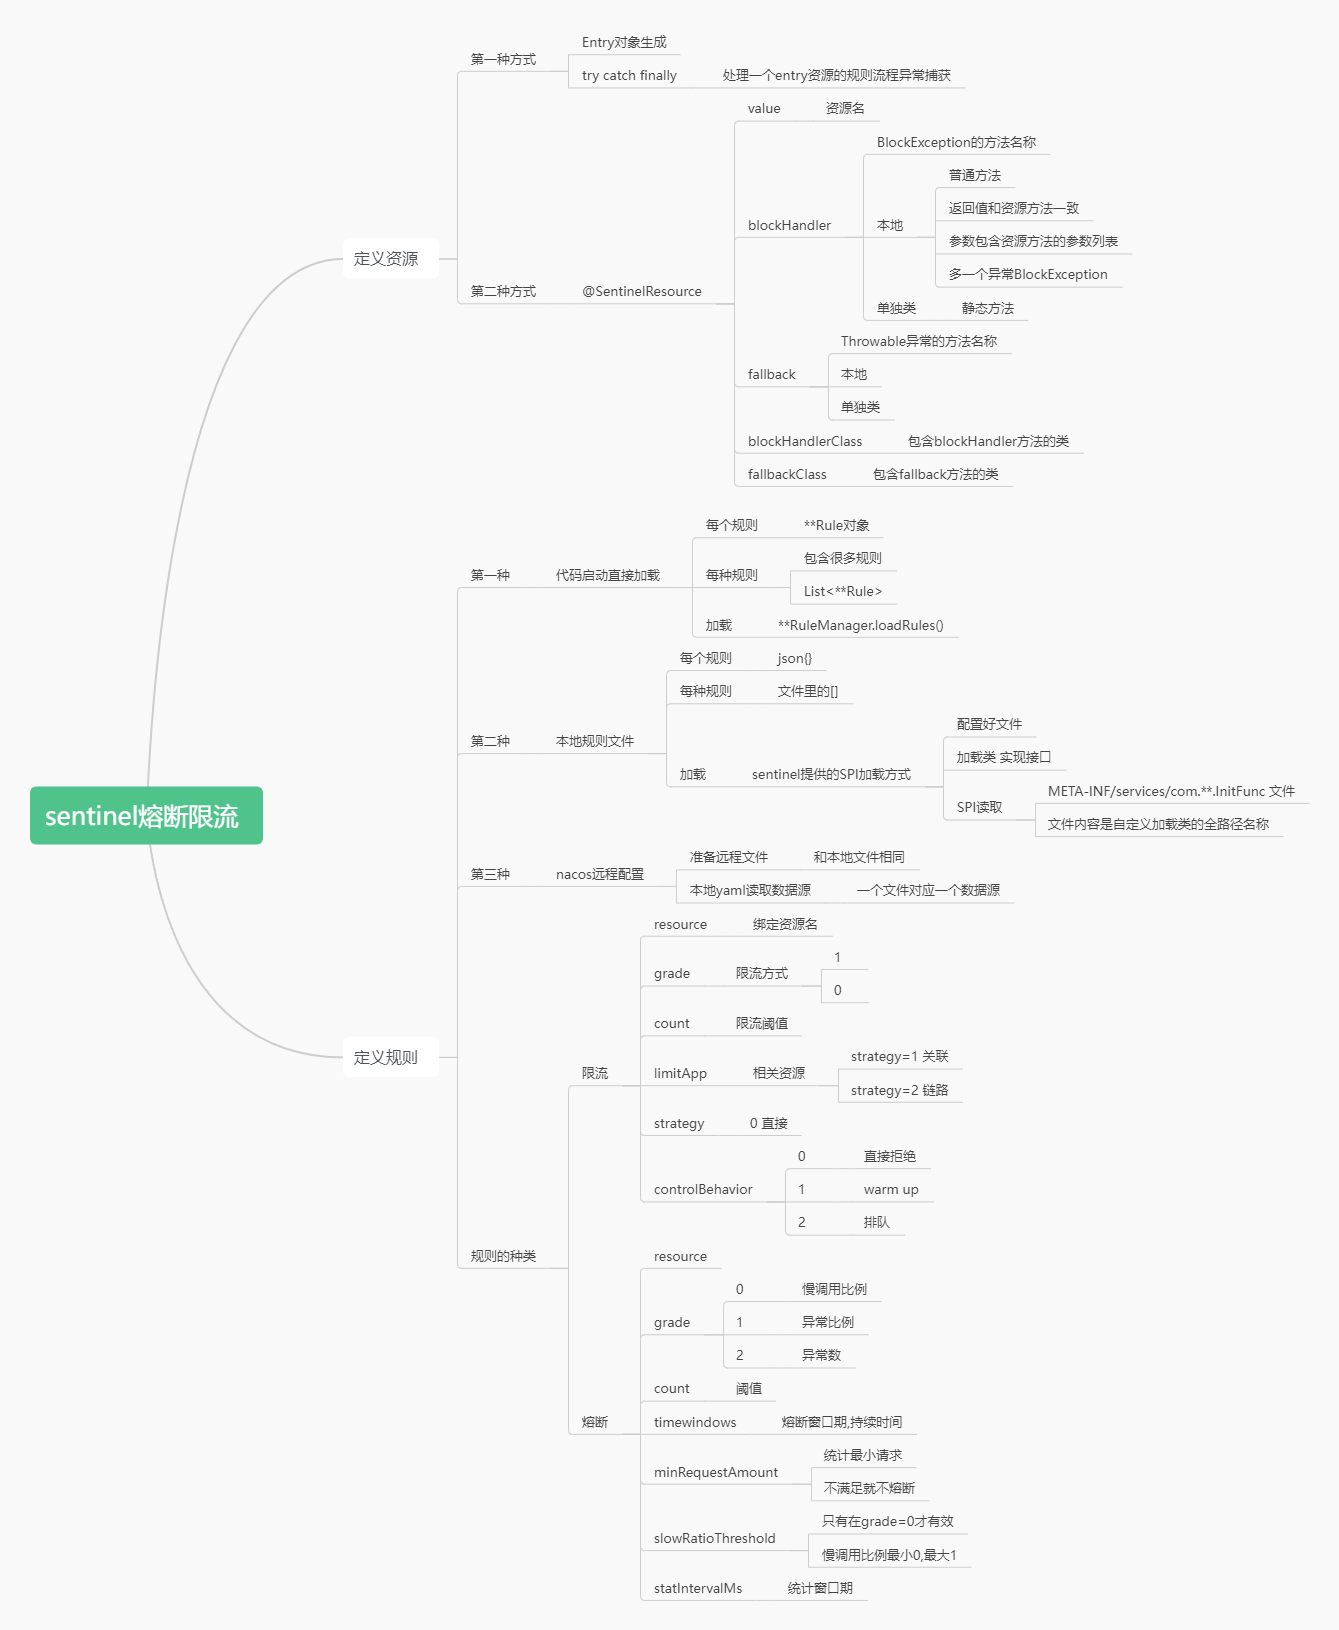 sentinel熔断限流
定义资源
第一种方式
Entry对象生成
try catch finally
处理一个entry资源的规则流程异常捕获
第二种方式
@SentinelResource
value
资源名
blockHandler
BlockException的方法名称
本地
普通方法
返回值和资源方法一致
参数包含资源方法的参数列表
多一个异常BlockException
单独类
静态方法
fallback
Throwable异常的方法名称
本地
单独类
blockHandlerClass
包含blockHandler方法的类
fallbackClass
包含fallback方法的类
定义规则
第一种
代码启动直接加载
每个规则
**Rule对象
每种规则
包含很多规则
List<**Rule>
加载
**RuleManager.loadRules()
第二种
本地规则文件
每个规则
json{}
每种规则
文件里的[]
加载
sentinel提供的SPI加载方式
配置好文件
加载类 实现接口
SPI读取
META-INF/services/com.**.InitFunc 文件
文件内容是自定义加载类的全路径名称
第三种
nacos远程配置
准备远程文件
和本地文件相同
本地yaml读取数据源
一个文件对应一个数据源
规则的种类
限流
resource
绑定资源名
grade
限流方式
1
0
count
限流阈值
limitApp
相关资源
strategy=1 关联
strategy=2 链路
strategy
0 直接
controlBehavior
0
直接拒绝
1
warm up
2
排队
熔断
resource
grade
0
慢调用比例
1
异常比例
2
异常数
count
阈值
timewindows
熔断窗口期,持续时间
minRequestAmount
统计最小请求
不满足就不熔断
slowRatioThreshold
只有在grade=0才有效
慢调用比例最小0,最大1
statIntervalMs
统计窗口期